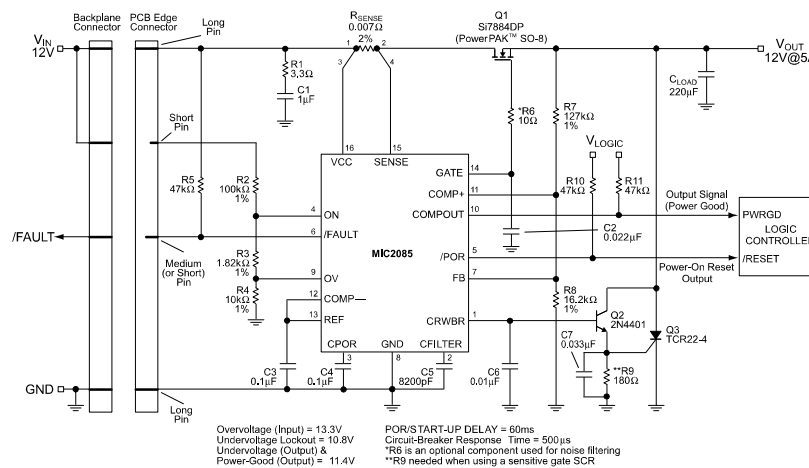 Backplane
Connector
PCB Edge
Connector
Long
Pin
RSENSE
0.007Ω
2%
Q1
Si7884DP
(PowerPAK™ SO-8)
VIN
12V
1
2
3
4
VOUT
12V@5A
R1
3.3Ω
C1
1µF
CLOAD
220µF
*R6
10Ω
R7
127kΩ
1%
Short
Pin
16
VCC
15
SENSE
VLOGIC
R5
47kΩ
R2
100kΩ
1%
GATE
14
R10
47kΩ
R11
47kΩ
COMP+
11
4
ON
COMPOUT
10
Output Signal
(Power Good)
PWRGD
/FAULT
6
/FAULT
C2
0.022µF
LOGIC
CONTROLLER
MIC2085
Medium
(or Short)
Pin
R3
1.82kΩ
1%
/POR
5
/RESET
9
OV
FB
7
Power-On Reset
Output
R4
10kΩ
1%
12
COMP—
R8
16.2kΩ
1%
13
REF
CRWBR
1
Q2
2N4401
Q3
TCR22-4
C7
0.033µF
CPOR
GND
CFILTER
3
8
2
C3
0.1µF
C4
0.1µF
C5
8200pF
C6
0.01µF
**R9
180Ω
GND
Long
Pin
Overvoltage (Input) = 13.3V
Undervoltage Lockout = 10.8V
Undervoltage (Output) &
Power-Good (Output) = 11.4V
POR/START-UP DELAY = 60ms
Circuit-Breaker Response Time = 500µs
*R6 is an optional component used for noise filtering
**R9 needed when using a sensitive gate SCR